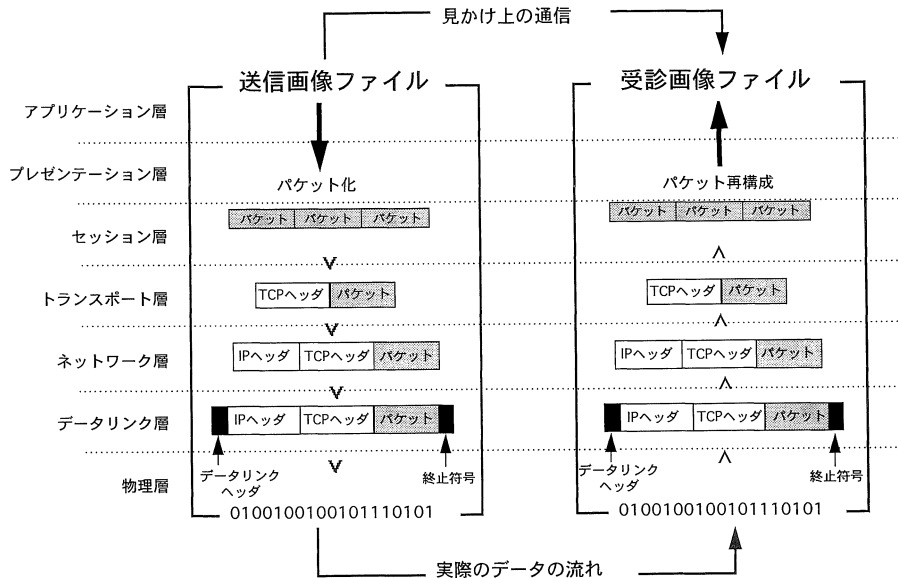 見かけ上の通信
送信画像ファイル
受診画像ファイル
アプリケーション層
プレゼンテーション層
パケット化
パケット再構成
パケット パケット パケット
パケット パケット パケット
セッション層
トランスポート層
TCPヘッダ パケット
TCPヘッダ パケット
ネットワーク層
IPヘッダ TCPヘッダ パケット
IPヘッダ TCPヘッダ パケット
データリンク層
IPヘッダ TCPヘッダ パケット
IPヘッダ TCPヘッダ パケット
物理層
データリンク
ヘッダ
終止符号
データリンク
ヘッダ
終止符号
0100100100101110101
0100100100101110101
実際のデータの流れ